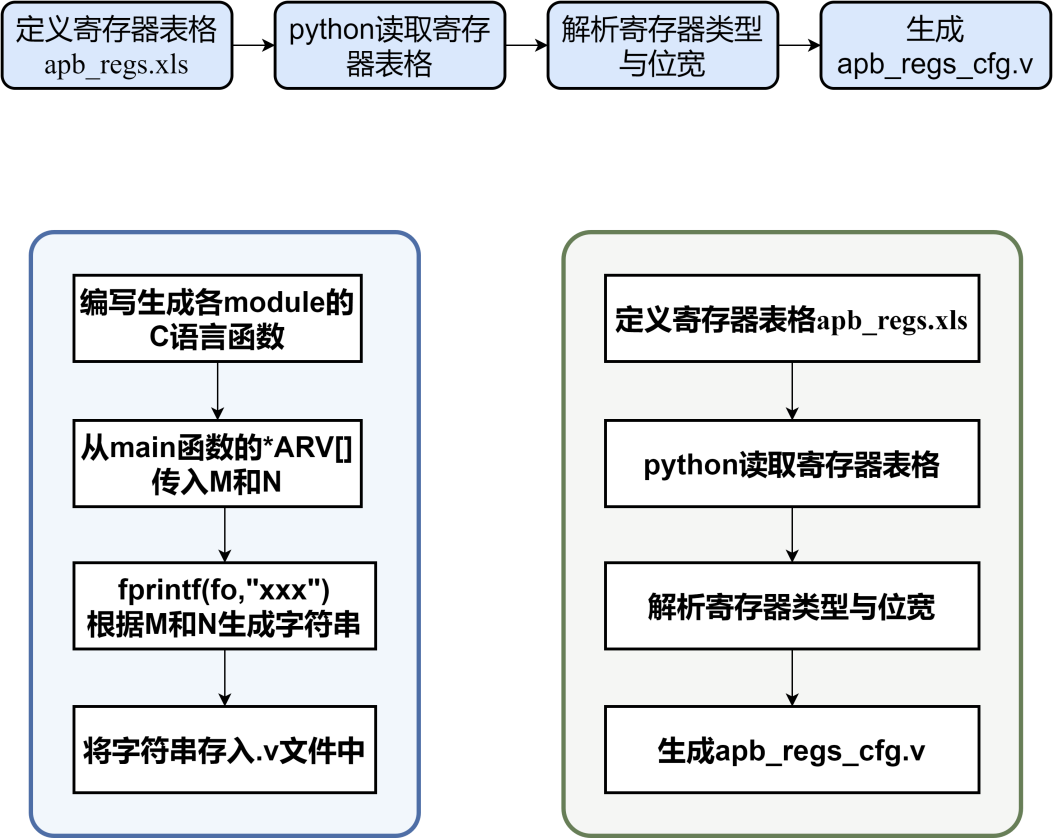 定义寄存器表格
apb_regs.xls
python读取寄存
器表格
解析寄存器类型
与位宽
生成
apb_regs_cfg.v
编写生成各module的
C语言函数
从main函数的*ARV[]
传入M和N
fprintf(fo,"xxx")
根据M和N生成字符串
将字符串存入.v文件中
定义寄存器表格apb_regs.xls
python读取寄存器表格
解析寄存器类型与位宽
生成apb_regs_cfg.v